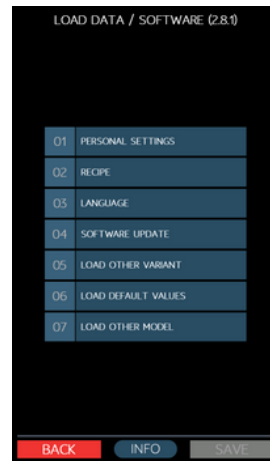 LOAD DATA / SOFTWARE (2.8.1)
01 PERSONAL SETTINGS
02 RECIPE
03 LANGUAGE
04 SOFTWARE UPDATE
05 LOAD OTHER VARIANT
06 LOAD DEFAULT VALUES
07 LOAD OTHER MODEL
BACK INFO SAVE